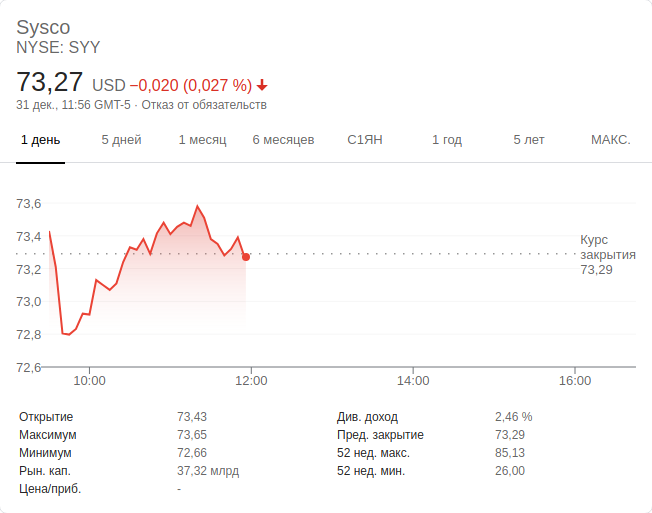 Sysco
NYSE: SYY
73,27 USD −0,020 (0,027 %)
31 дек., 11:56 GMT-5 · Отказ от обязательств
1 день 5 дней 1 месяц 6 месяцев С1ЯН 1 год 5 лет МАКС.
73,6
73,4
73,2
73,0
72,8
72,6
Курс
закрытия
73,29
10:00 12:00 14:00 16:00
Открытие 73,43 Див. доход 2,46 %
Максимум 73,65 Пред. закрытие 73,29
Минимум 72,66 52 нед. макс. 85,13
Рын. кап. 37,32 млрд 52 нед. мин. 26,00
Цена/приб. -